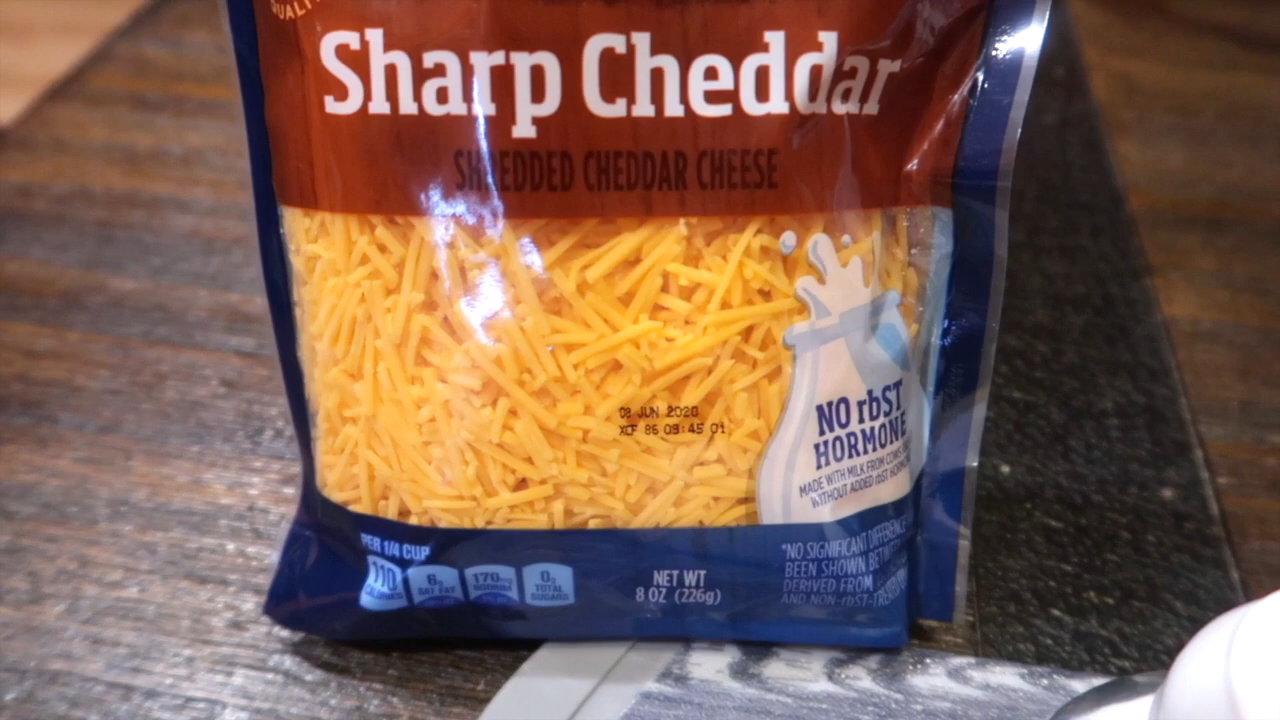 Sharp Cheddar
SHREDDED CHEDDAR CHEESE
08 JUN 2020
XCF 86 09:45 01
NO rbST
HORMONE
MADE WITH MILK FROM COWS
WITHOUT ADDED rbST
PER 1/4 CUP
110 CALORIES
6g SAT FAT
170mg SODIUM
0g TOTAL SUGARS
NET WT
8 OZ (226g)
*NO SIGNIFICANT DIFFERENCE
BEEN SHOWN
DERIVED FROM
AND NON-rbST-